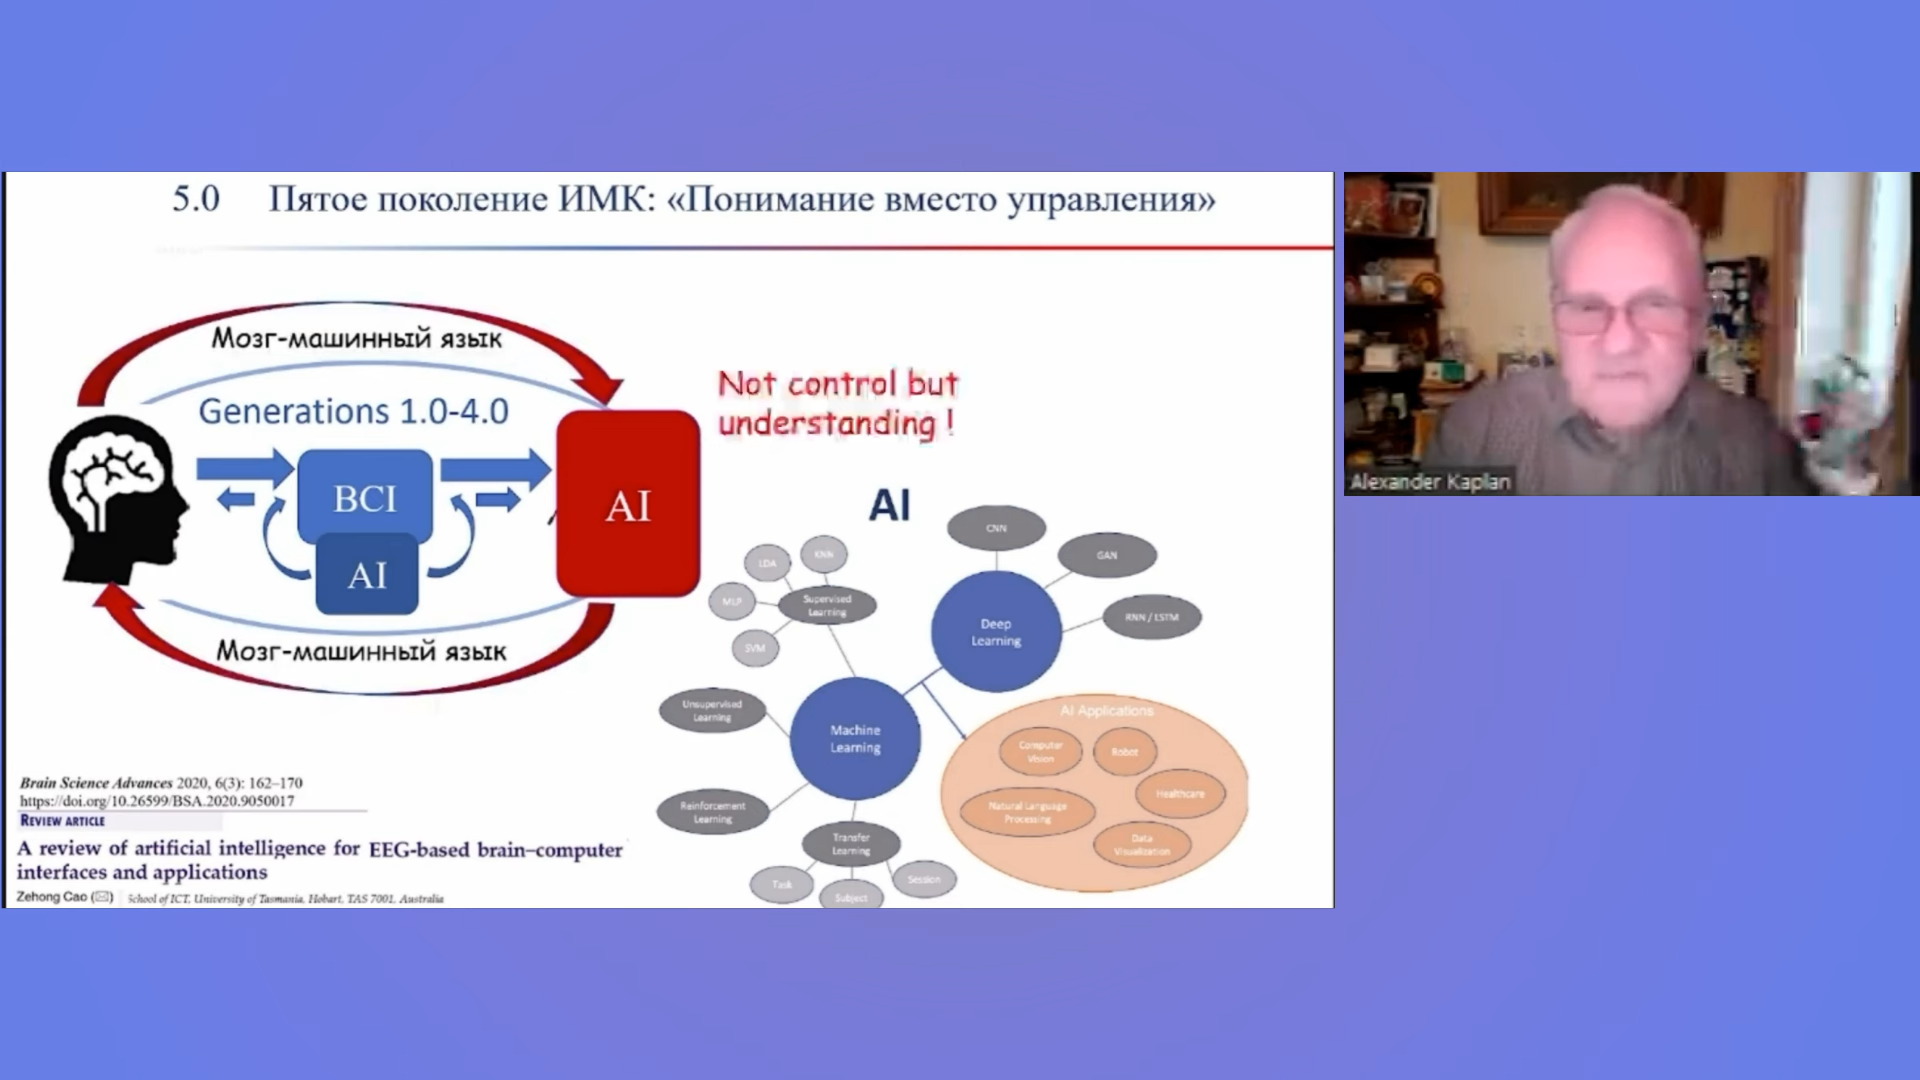 5.0 Пятое поколение ИМК: «Понимание вместо управления»
Мозг-машинный язык
Generations 1.0-4.0
BCI
AI
AI
Мозг-машинный язык
Not control but
understanding !
AI
CNN
GAN
RNN / LSTM
Deep
Learning
KNN
LDA
MLP
SVM
Supervised
Learning
Unsupervised
Learning
Machine
Learning
Reinforcement
Learning
Transfer
Learning
Task
Subject
Session
AI Applications
Computer
Vision
Robot
Healthcare
Natural Language
Processing
Data
Visualization
Brain Science Advances 2020, 6(3): 162–170
https://doi.org/10.26599/BSA.2020.9050017
REVIEW ARTICLE
A review of artificial intelligence for EEG-based brain–computer
interfaces and applications
Zehong Cao (✉) School of ICT, University of Tasmania, Hobart, TAS 7001, Australia
Alexander Kaplan